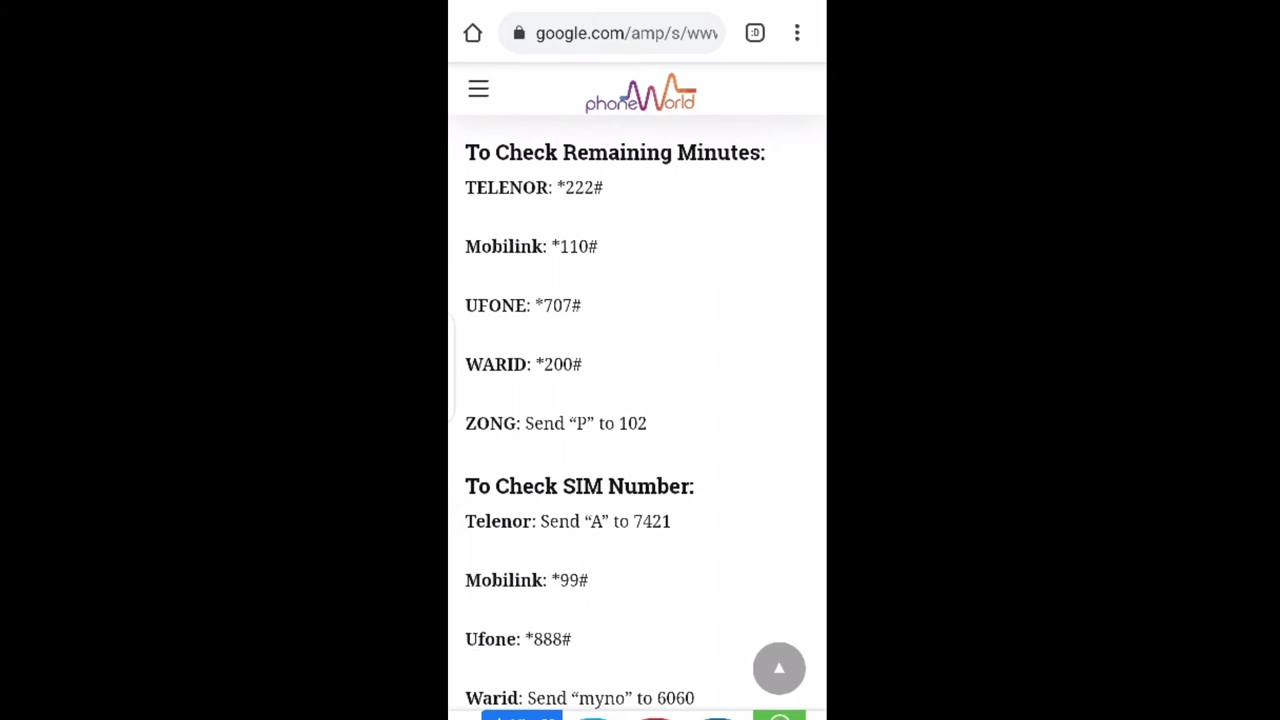 google.com/amp/s/www
:D
phoneWorld
To Check Remaining Minutes:
TELENOR: *222#
Mobilink: *110#
UFONE: *707#
WARID: *200#
ZONG: Send “P” to 102
To Check SIM Number:
Telenor: Send “A” to 7421
Mobilink: *99#
Ufone: *888#
Warid: Send “myno” to 6060